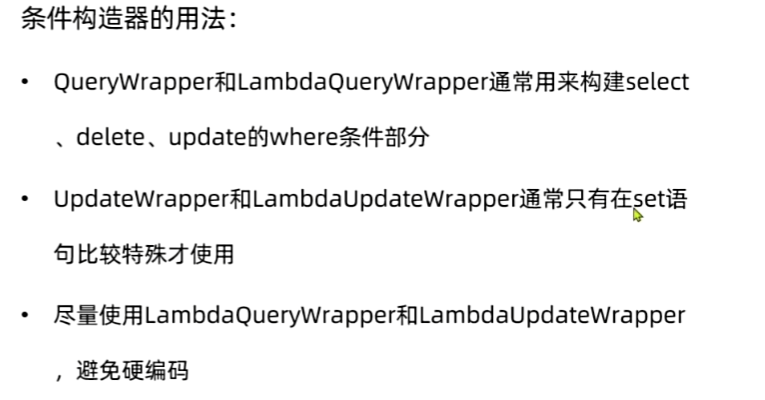 条件构造器的用法：
• QueryWrapper和LambdaQueryWrapper通常用来构建select
、delete、update的where条件部分
• UpdateWrapper和LambdaUpdateWrapper通常只有在set语
句比较特殊才使用
• 尽量使用LambdaQueryWrapper和LambdaUpdateWrapper
，避免硬编码